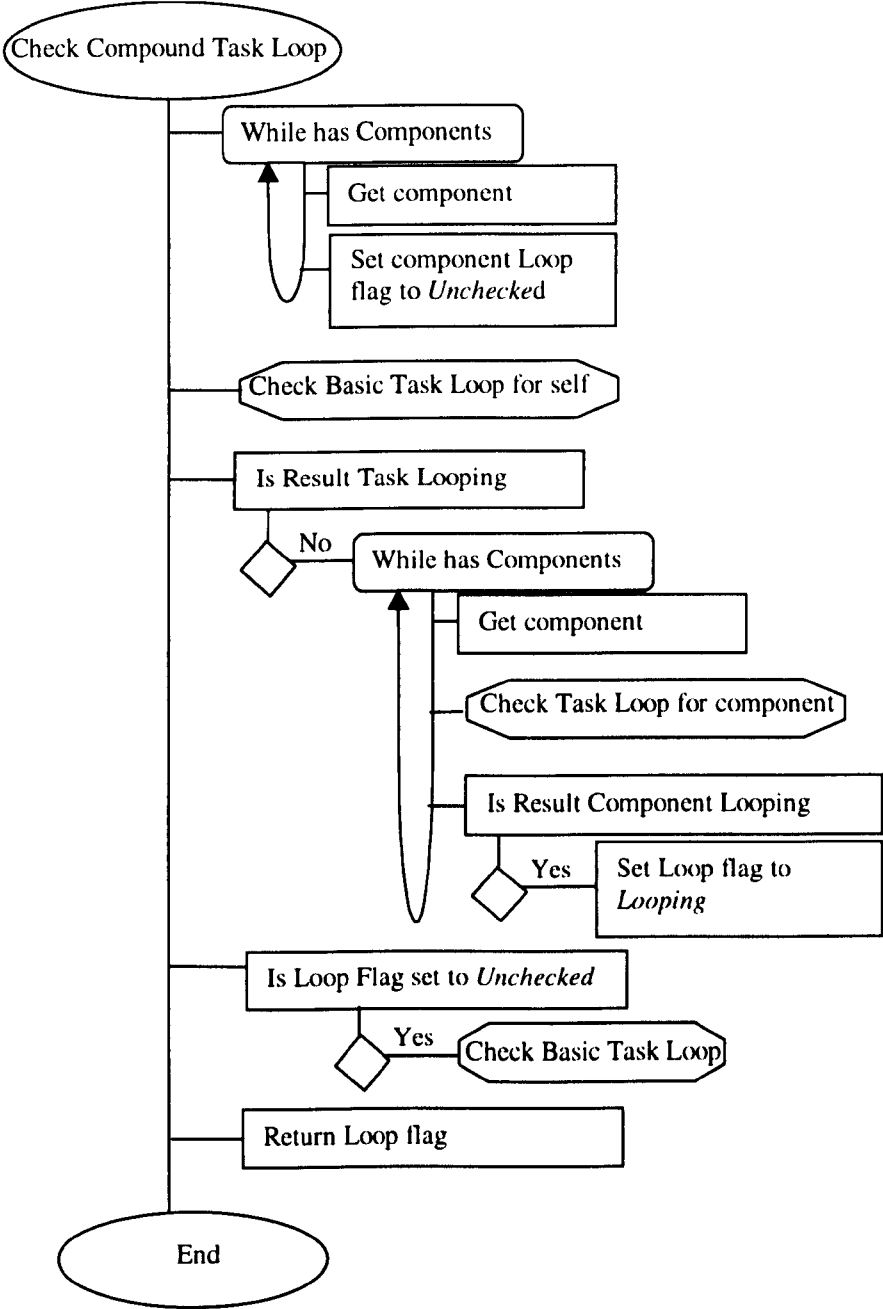 Check Compound Task Loop
While has Components
Get component
Set component Loop
flag to Unchecked
Check Basic Task Loop for self
Is Result Task Looping
No
While has Components
Get component
Check Task Loop for component
Is Result Component Looping
Yes
Set Loop flag to
Looping
Is Loop Flag set to Unchecked
Yes
Check Basic Task Loop
Return Loop flag
End